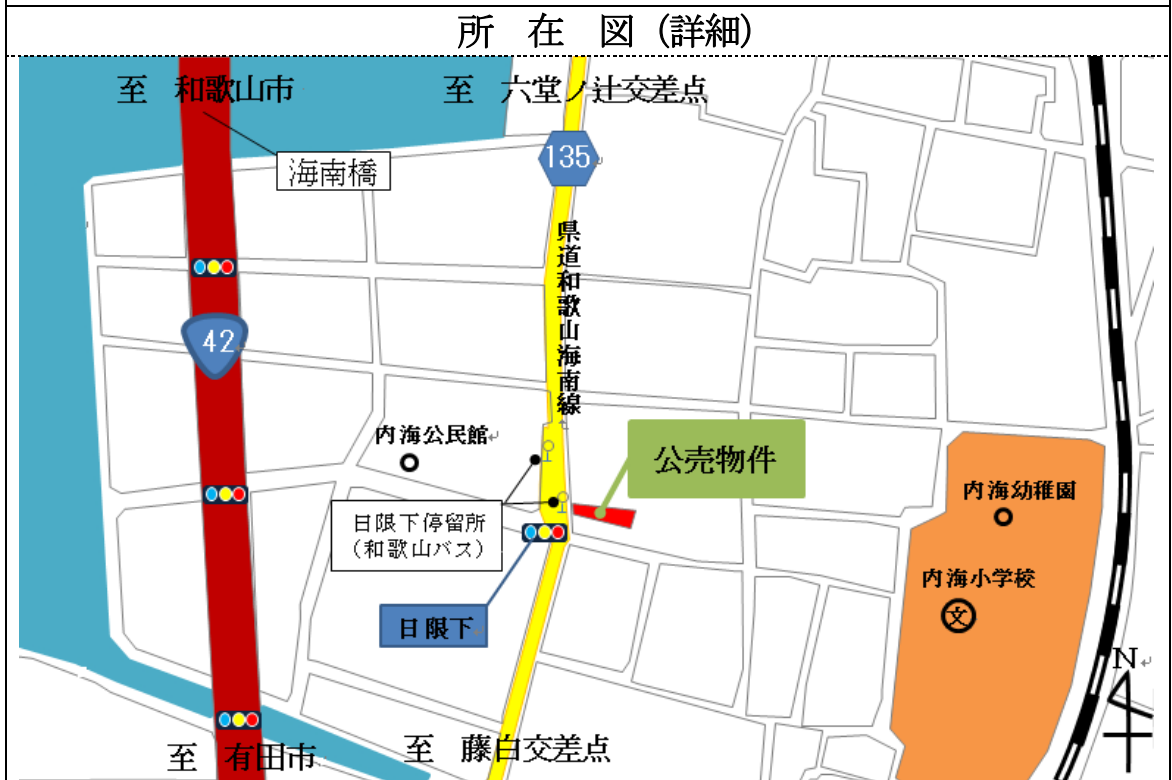 所 在 図 (詳細)
至 和歌山市
至 六堂ノ辻交差点
135
海南橋
県道和歌山海南線
42
内海公民館
公売物件
内海幼稚園
日限下停留所
（和歌山バス）
内海小学校
文
日限下
N
至 有田市
至 藤白交差点